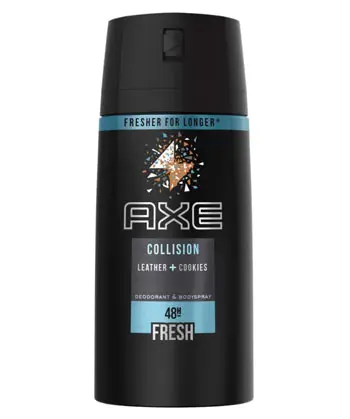 FRESHER FOR LONGER*
AXE
COLLISION
LEATHER + COOKIES
DEODORANT & BODYSPRAY
48H
FRESH